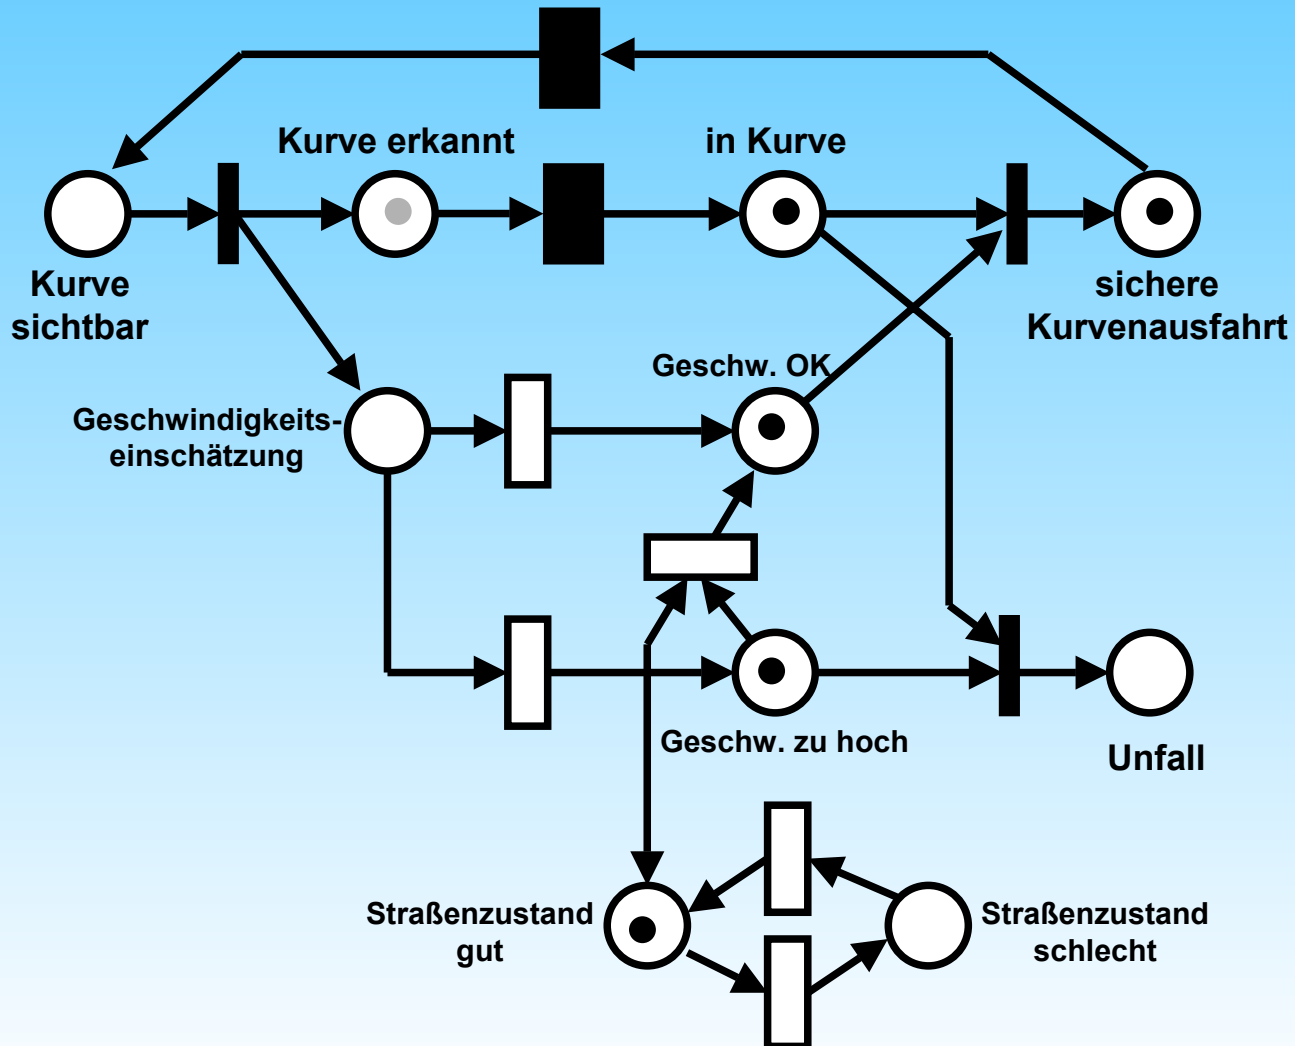 Kurve erkannt
in Kurve
Kurve
sichtbar
sichere
Kurvenausfahrt
Geschw. OK
Geschwindigkeits-
einschätzung
Geschw. zu hoch
Unfall
Straßenzustand
gut
Straßenzustand
schlecht